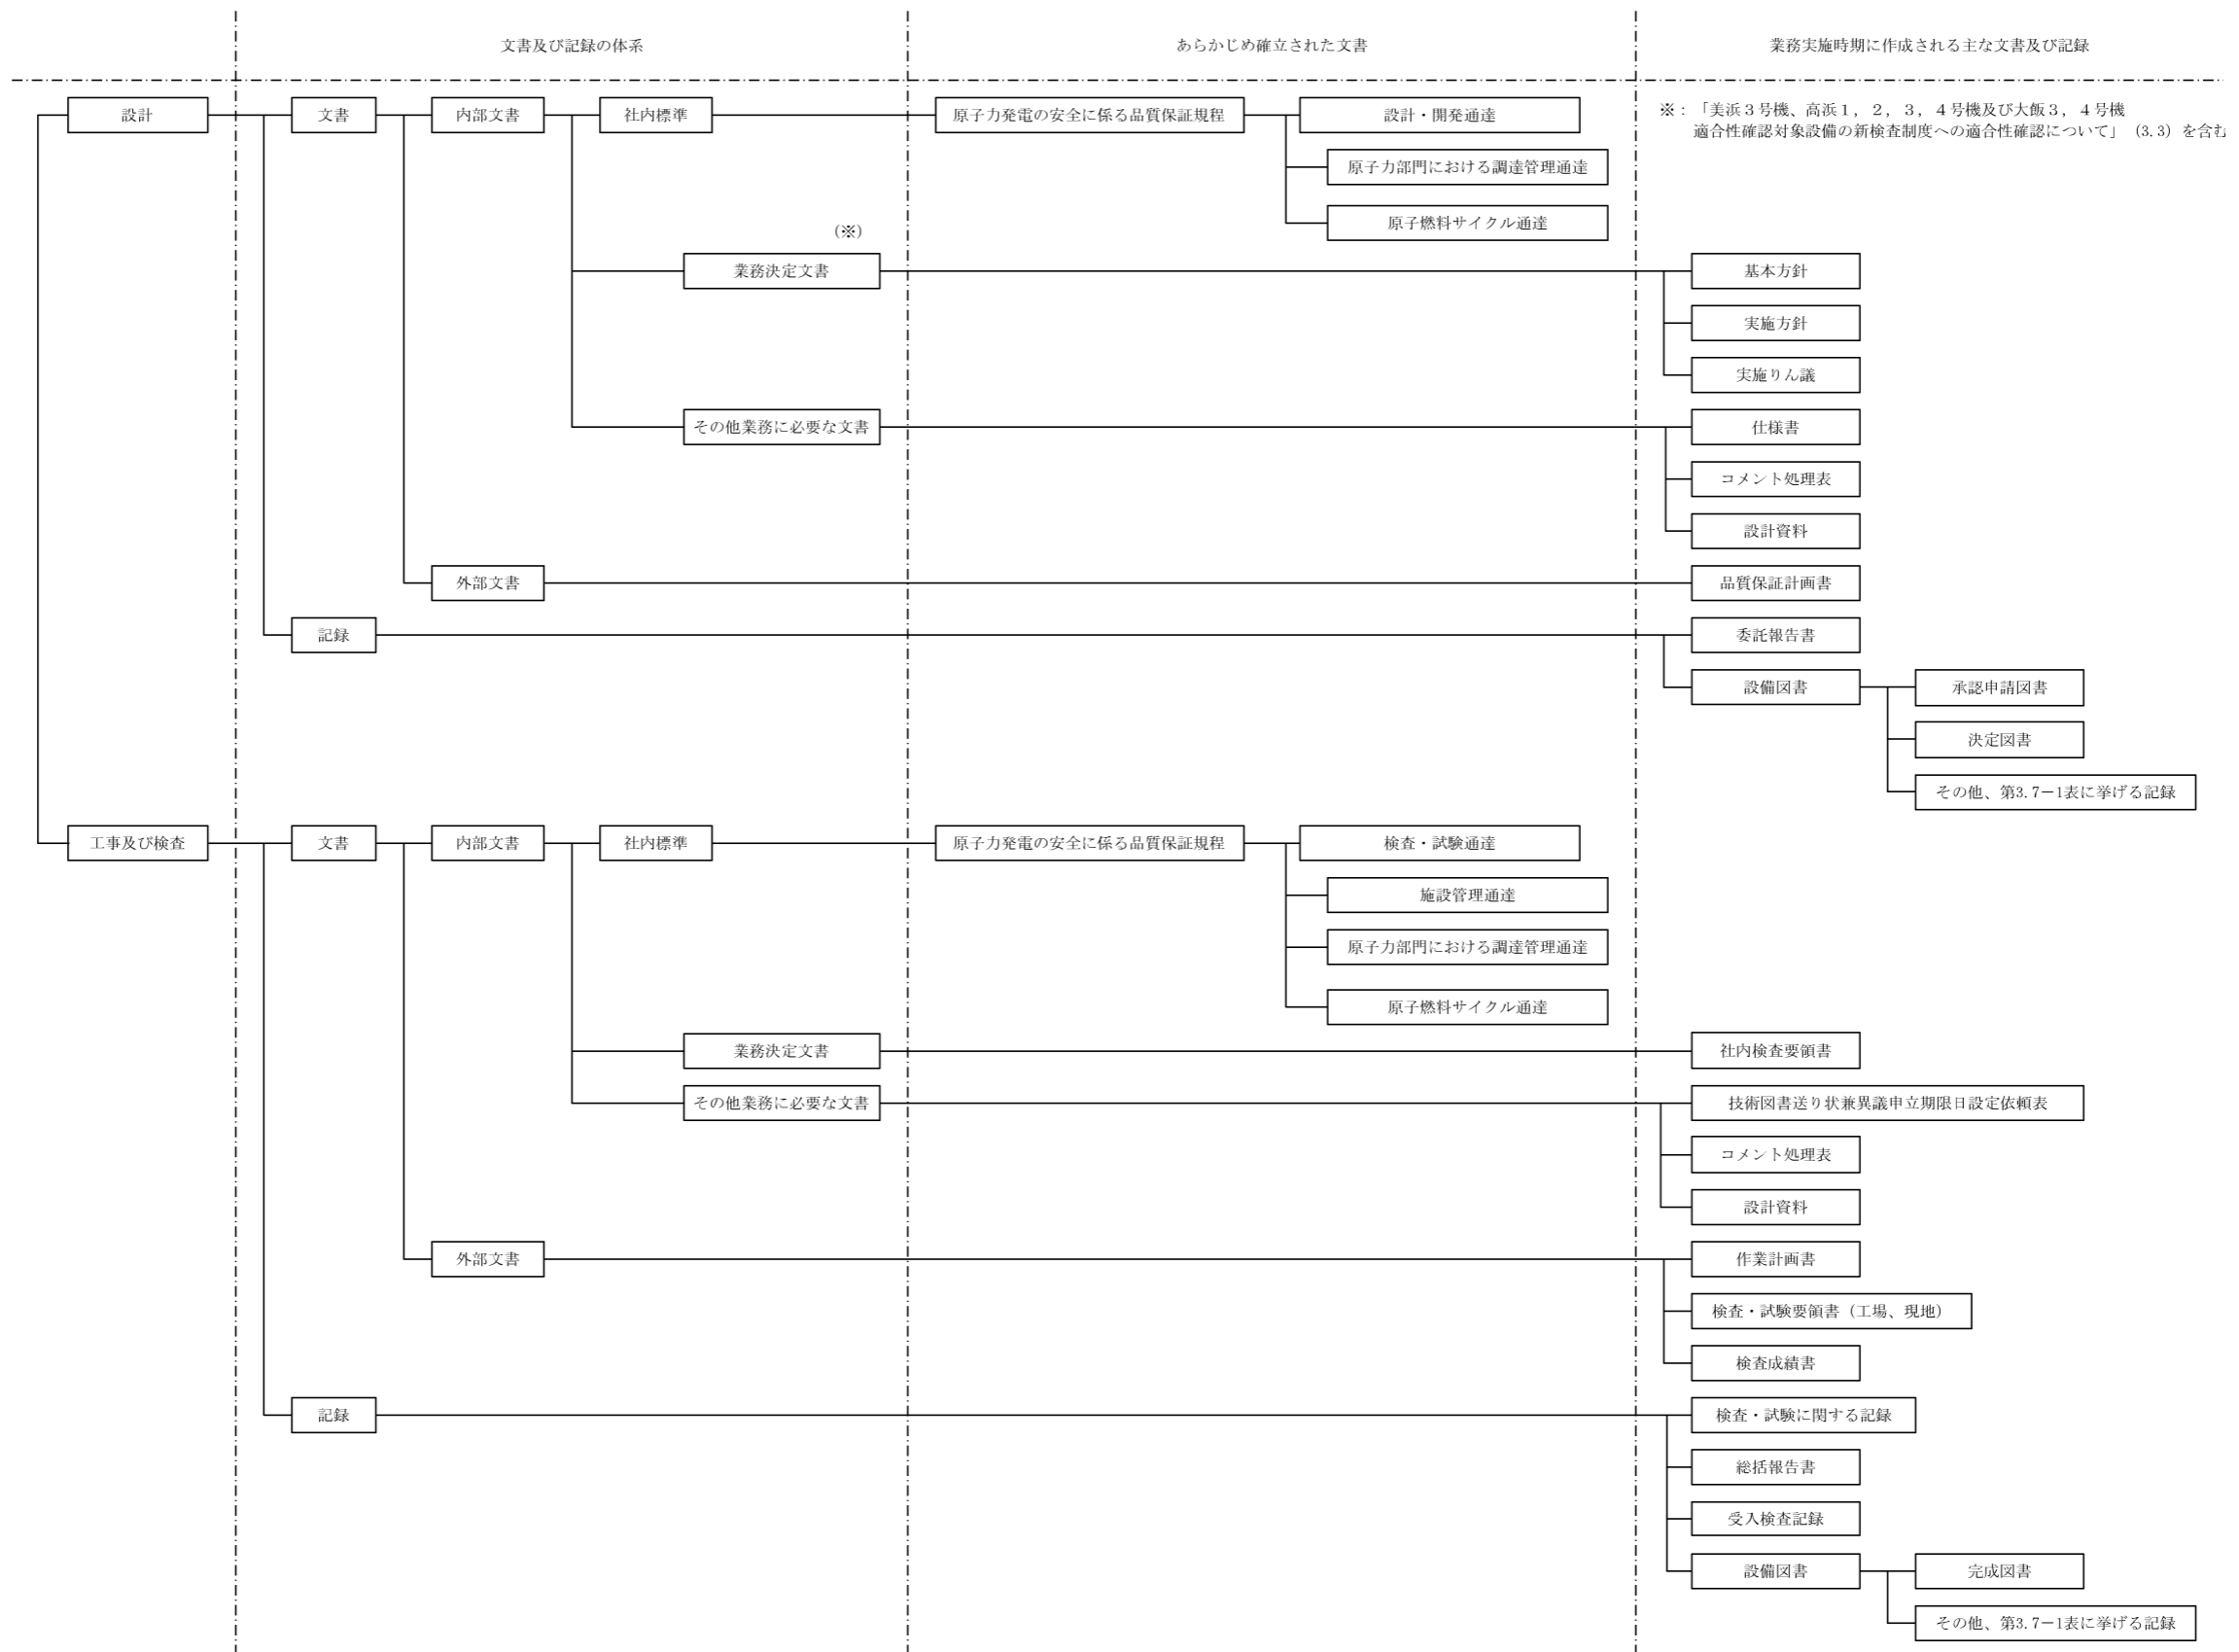 文書及び記録の体系
あらかじめ確立された文書
業務実施時期に作成される主な文書及び記録
設計
文書
内部文書
社内標準
原子力発電の安全に係る品質保証規程
設計・開発通達
※:「美浜3号機、高浜1，2，3，4号機及び大飯3，4号機
適合性確認対象設備の新検査制度への適合性確認について」(3.3) を含む
原子力部門における調達管理通達
原子燃料サイクル通達
(※)
業務決定文書
基本方針
実施方針
実施りん議
その他業務に必要な文書
仕様書
コメント処理表
設計資料
外部文書
品質保証計画書
記録
委託報告書
設備図書
承認申請図書
決定図書
その他、第3.7－1表に挙げる記録
工事及び検査
文書
内部文書
社内標準
原子力発電の安全に係る品質保証規程
検査・試験通達
施設管理通達
原子力部門における調達管理通達
原子燃料サイクル通達
業務決定文書
社内検査要領書
その他業務に必要な文書
技術図書送り状兼異議申立期限日設定依頼表
コメント処理表
設計資料
外部文書
作業計画書
検査・試験要領書（工場、現地）
検査成績書
記録
検査・試験に関する記録
総括報告書
受入検査記録
設備図書
完成図書
その他、第3.7－1表に挙げる記録